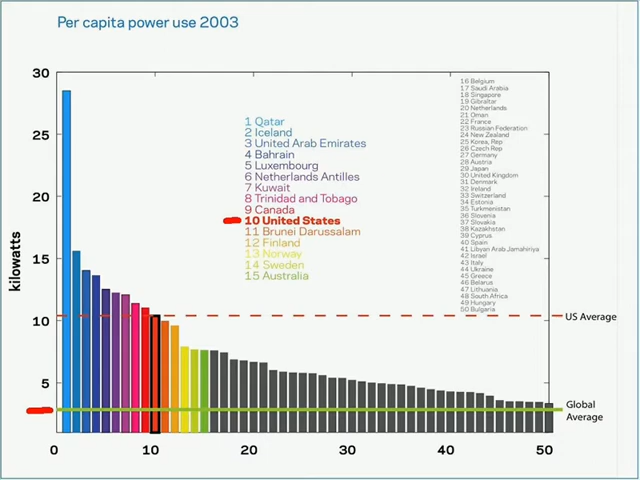 Per capita power use 2003
30
25
20
15
10
5
kilowatts
1 Qatar
2 Iceland
3 United Arab Emirates
4 Bahrain
5 Luxembourg
6 Netherlands Antilles
7 Kuwait
8 Trinidad and Tobago
9 Canada
10 United States
11 Brunei Darussalam
12 Finland
13 Norway
14 Sweden
15 Australia
16 Belgium
17 Saudi Arabia
18 Singapore
19 Gibraltar
20 Netherlands
21 Oman
22 France
23 Russian Federation
24 New Zealand
25 Korea, Rep
26 Czech Rep
27 Germany
28 Austria
29 Japan
30 United Kingdom
31 Denmark
32 Ireland
33 Switzerland
34 Estonia
35 Turkmenistan
36 Slovenia
37 Slovakia
38 Kazakhstan
39 Cyprus
40 Spain
41 Libyan Arab Jamahiriya
42 Israel
43 Italy
44 Ukraine
45 Greece
46 Belarus
47 Lithuania
48 South Africa
49 Hungary
50 Bulgaria
US Average
Global
Average
0 10 20 30 40 50